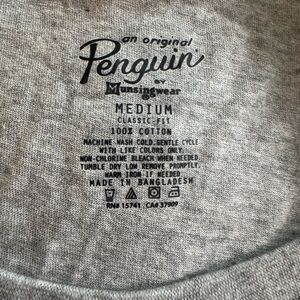 an original
Penguin
BY
Munsingwear
MEDIUM
CLASSIC-FIT
100% COTTON
MACHINE WASH COLD, GENTLE CYCLE
WITH LIKE COLORS ONLY.
NON-CHLORINE BLEACH WHEN NEEDED.
TUMBLE DRY LOW. REMOVE PROMPTLY.
WARM IRON IF NEEDED
MADE IN BANGLADESH
RN# 15741 CA# 37909